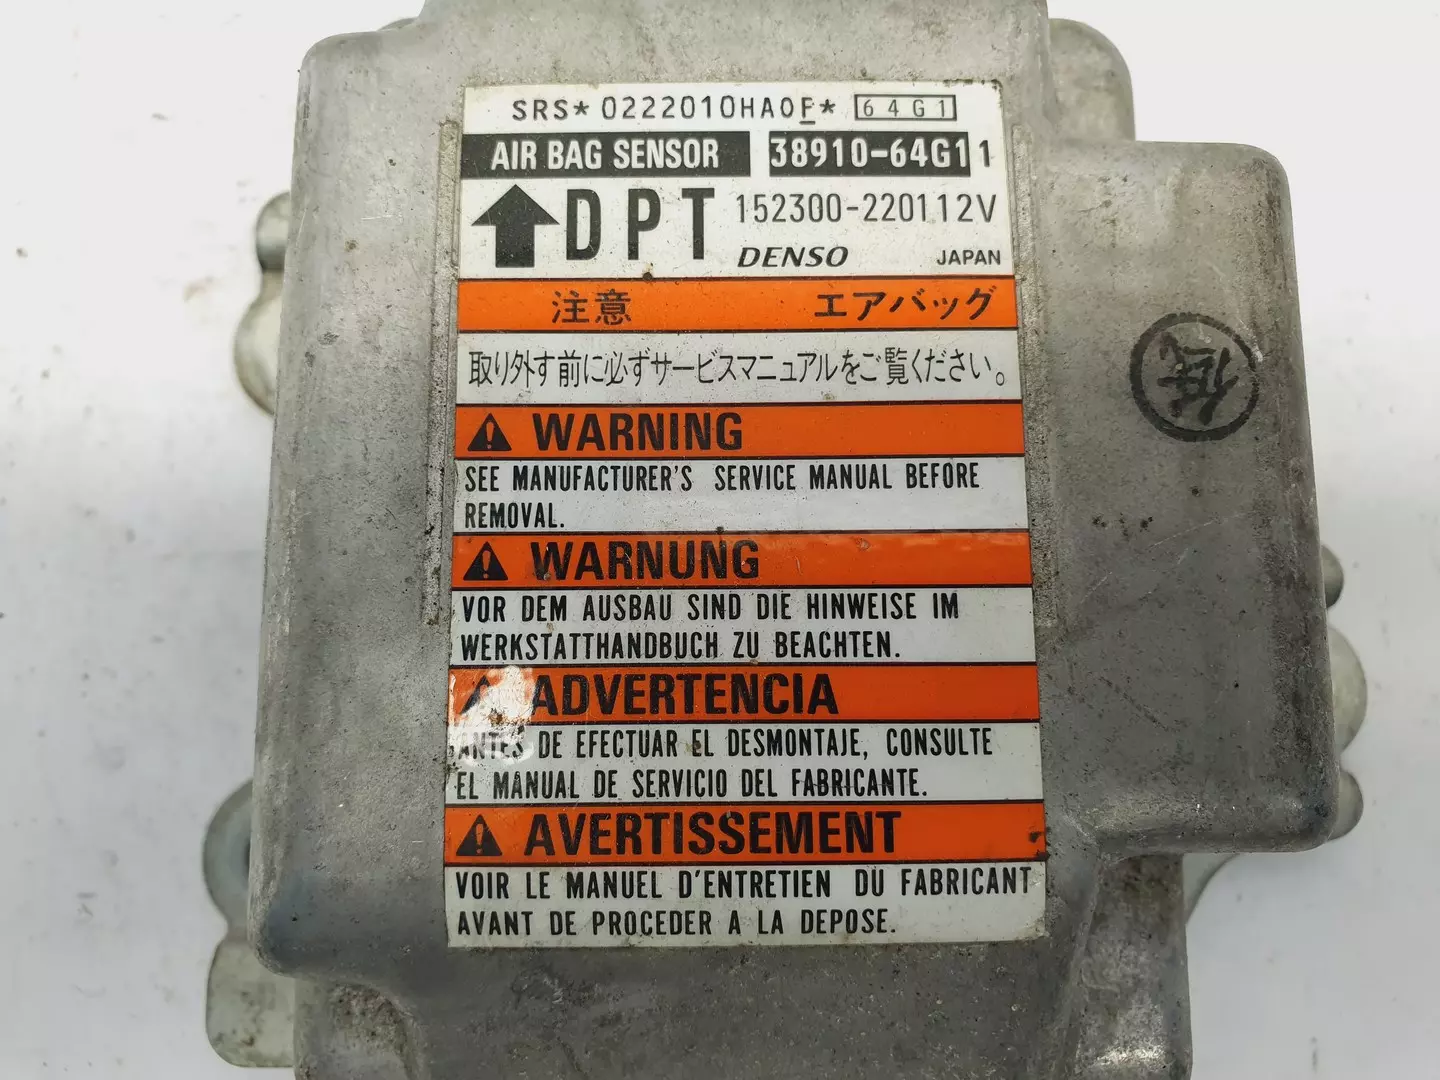 SRS*0222010HA0F* 64G1
AIR BAG SENSOR 38910-64G11
DPT 152300-2201 12V
DENSO JAPAN
注意 エアバッグ
取り外す前に必ずサービスマニュアルをご覧ください。
WARNING
SEE MANUFACTURER'S SERVICE MANUAL BEFORE
REMOVAL.
WARNUNG
VOR DEM AUSBAU SIND DIE HINWEISE IM
WERKSTATTHANDBUCH ZU BEACHTEN.
ADVERTENCIA
ANTES DE EFECTUAR EL DESMONTAJE, CONSULTE
EL MANUAL DE SERVICIO DEL FABRICANTE.
AVERTISSEMENT
VOIR LE MANUEL D'ENTRETIEN DU FABRICANT
AVANT DE PROCEDER A LA DEPOSE.